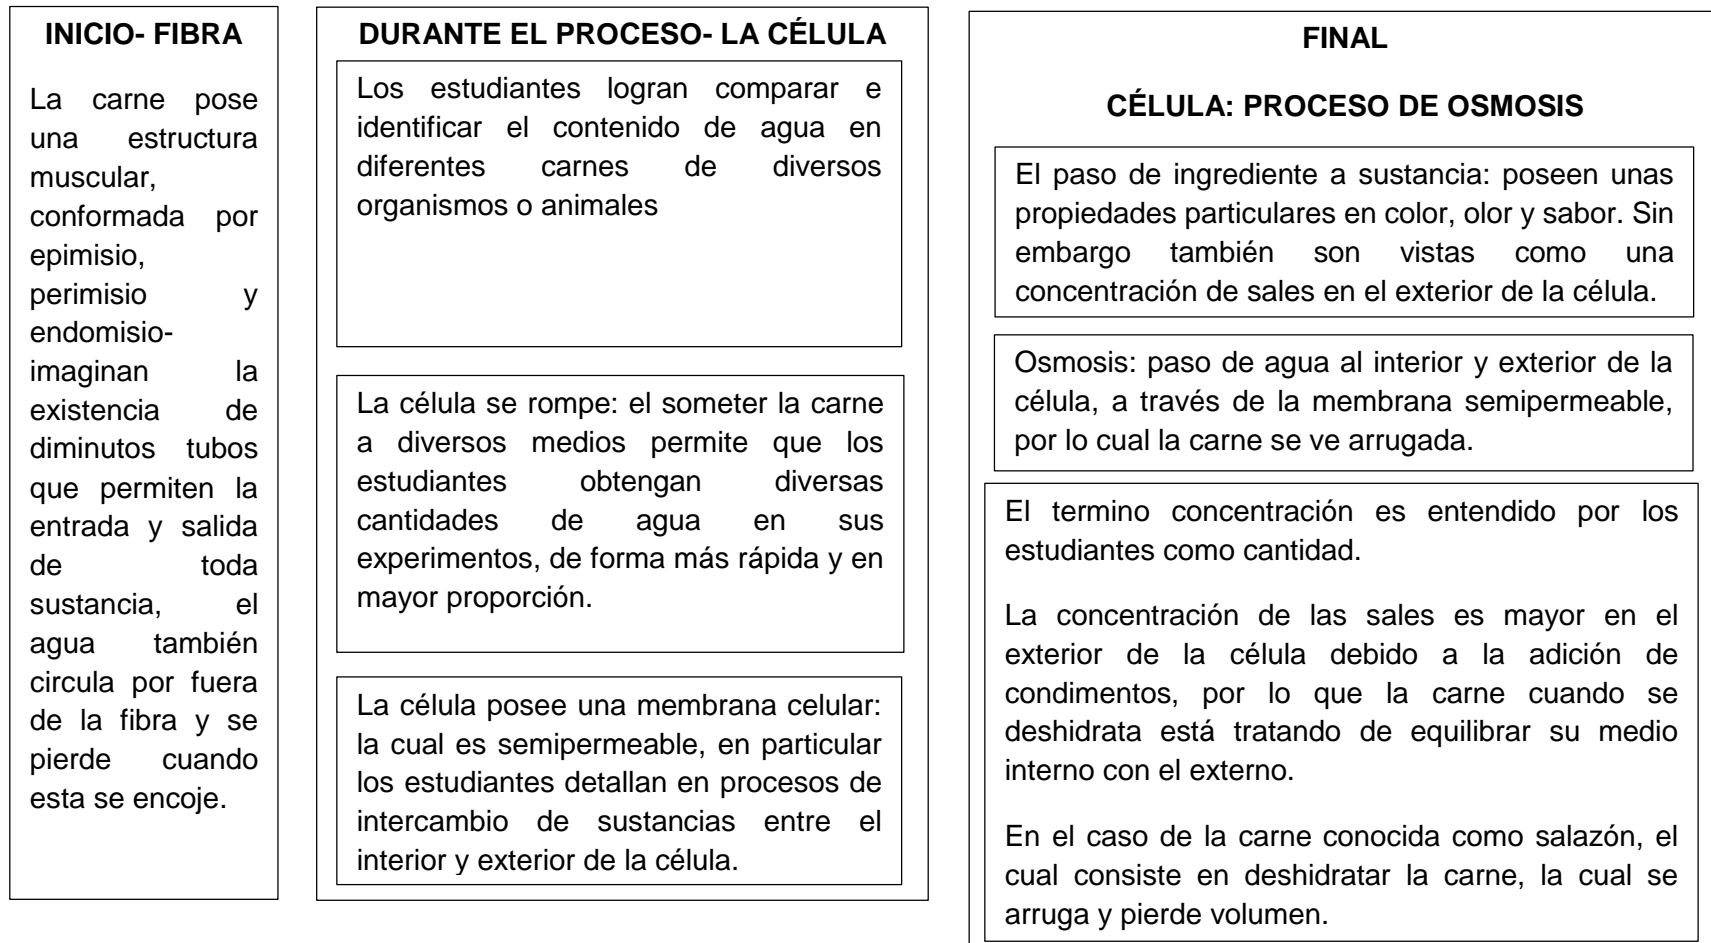 INICIO- FIBRA
La carne pose
una estructura
muscular,
conformada por
epimisio,
perimisio y
endomisio-
imaginan la
existencia de
diminutos tubos
que permiten la
entrada y salida
de toda
sustancia, el
agua también
circula por fuera
de la fibra y se
pierde cuando
esta se encoje.
DURANTE EL PROCESO- LA CÉLULA
Los estudiantes logran comparar e
identificar el contenido de agua en
diferentes carnes de diversos
organismos o animales
La célula se rompe: el someter la carne
a diversos medios permite que los
estudiantes obtengan diversas
cantidades de agua en sus
experimentos, de forma más rápida y en
mayor proporción.
La célula posee una membrana celular:
la cual es semipermeable, en particular
los estudiantes detallan en procesos de
intercambio de sustancias entre el
interior y exterior de la célula.
FINAL
CÉLULA: PROCESO DE OSMOSIS
El paso de ingrediente a sustancia: poseen unas
propiedades particulares en color, olor y sabor. Sin
embargo también son vistas como una
concentración de sales en el exterior de la célula.
Osmosis: paso de agua al interior y exterior de la
célula, a través de la membrana semipermeable,
por lo cual la carne se ve arrugada.
El termino concentración es entendido por los
estudiantes como cantidad.
La concentración de las sales es mayor en el
exterior de la célula debido a la adición de
condimentos, por lo que la carne cuando se
deshidrata está tratando de equilibrar su medio
interno con el externo.
En el caso de la carne conocida como salazón, el
cual consiste en deshidratar la carne, la cual se
arruga y pierde volumen.